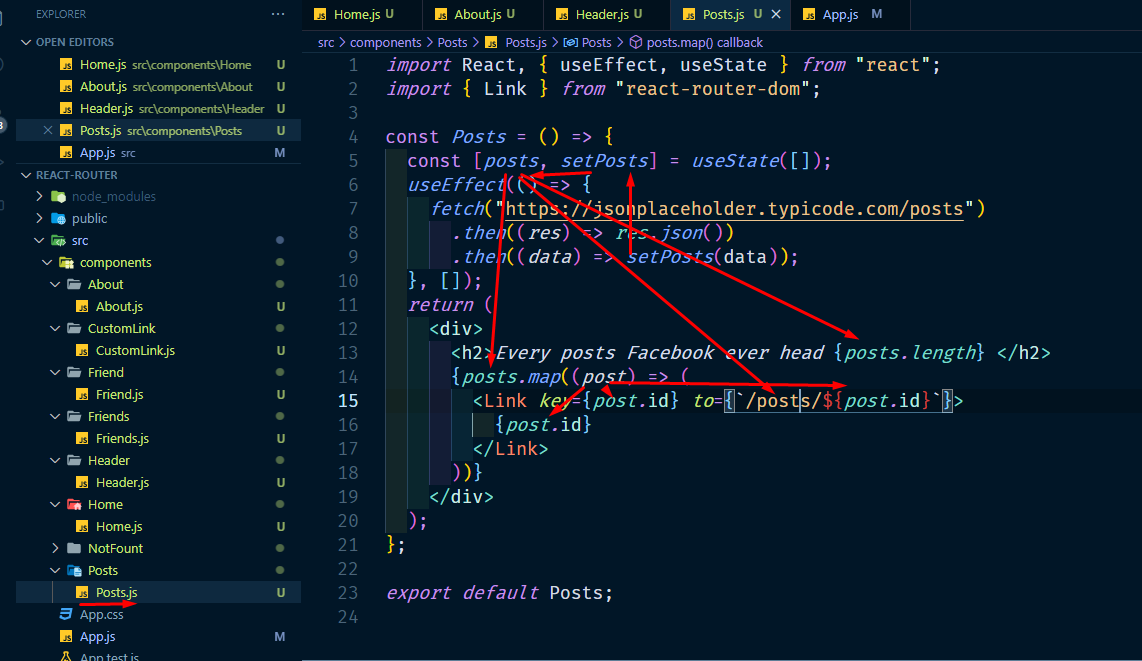 EXPLORER ...
OPEN EDITORS
Home.js src\components\Home U
About.js src\components\About U
Header.js src\components\Header U
Posts.js src\components\Posts U
App.js src M
REACT-ROUTER
node_modules
public
src
components
About
About.js U
CustomLink
CustomLink.js U
Friend
Friend.js U
Friends
Friends.js U
Header
Header.js U
Home
Home.js U
NotFount
Posts
Posts.js U
App.css
App.js M
App.test.js
Home.js U About.js U Header.js U Posts.js U App.js M
src > components > Posts > Posts.js > Posts > posts.map() callback
1 import React, { useEffect, useState } from "react";
2 import { Link } from "react-router-dom";
3
4 const Posts = () => {
5 const [posts, setPosts] = useState([]);
6 useEffect(() => {
7 fetch("https://jsonplaceholder.typicode.com/posts")
8 .then((res) => res.json())
9 .then((data) => setPosts(data));
10 }, []);
11 return (
12 <div>
13 <h2>Every posts Facebook ever head {posts.length} </h2>
14 {posts.map((post) => (
15 <Link key={post.id} to={`/posts/${post.id}`}>
16 {post.id}
17 </Link>
18 ))}
19 </div>
20 );
21 };
22
23 export default Posts;
24